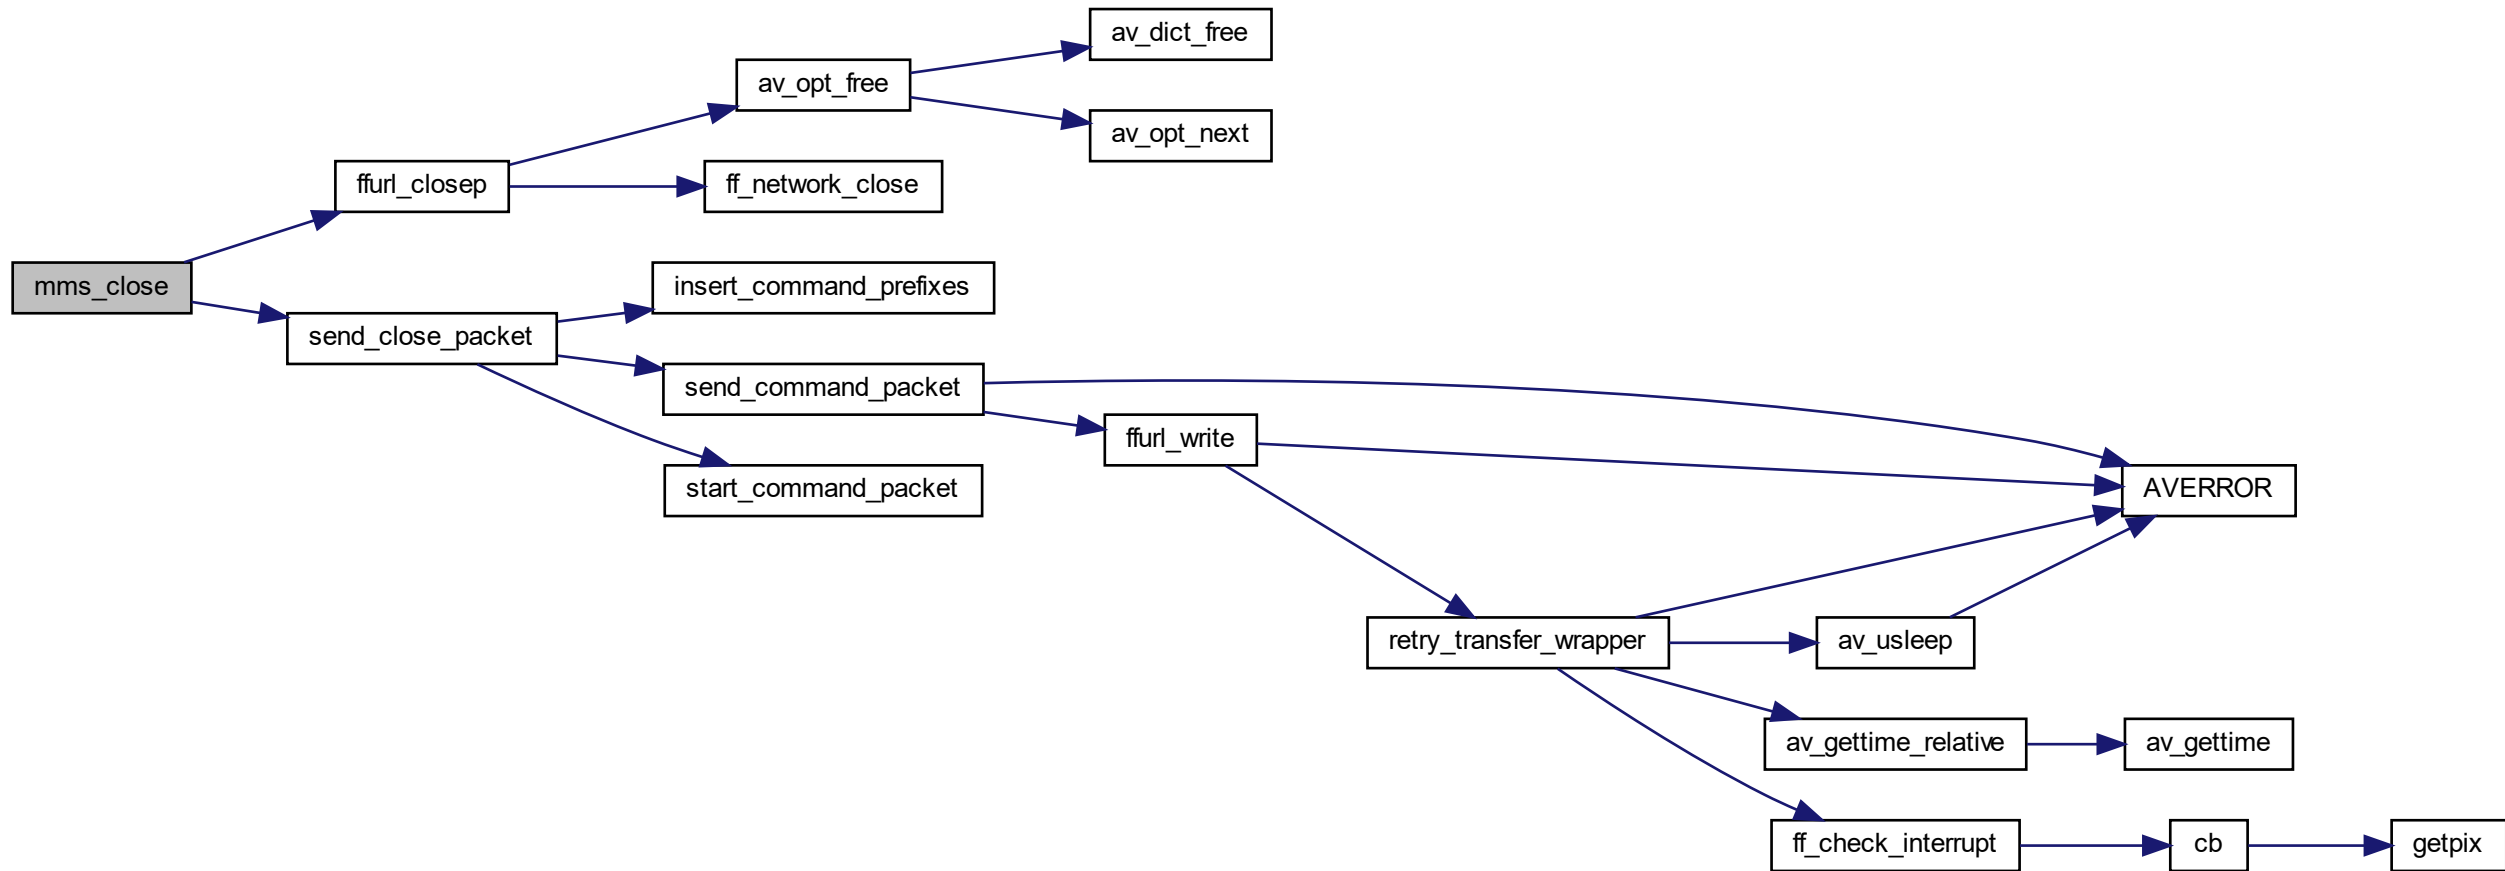 av_dict_free
av_opt_free
av_opt_next
ffurl_closep
ff_network_close
mms_close
insert_command_prefixes
send_close_packet
send_command_packet
ffurl_write
start_command_packet
AVERROR
retry_transfer_wrapper
av_usleep
av_gettime_relative
av_gettime
ff_check_interrupt
cb
getpix